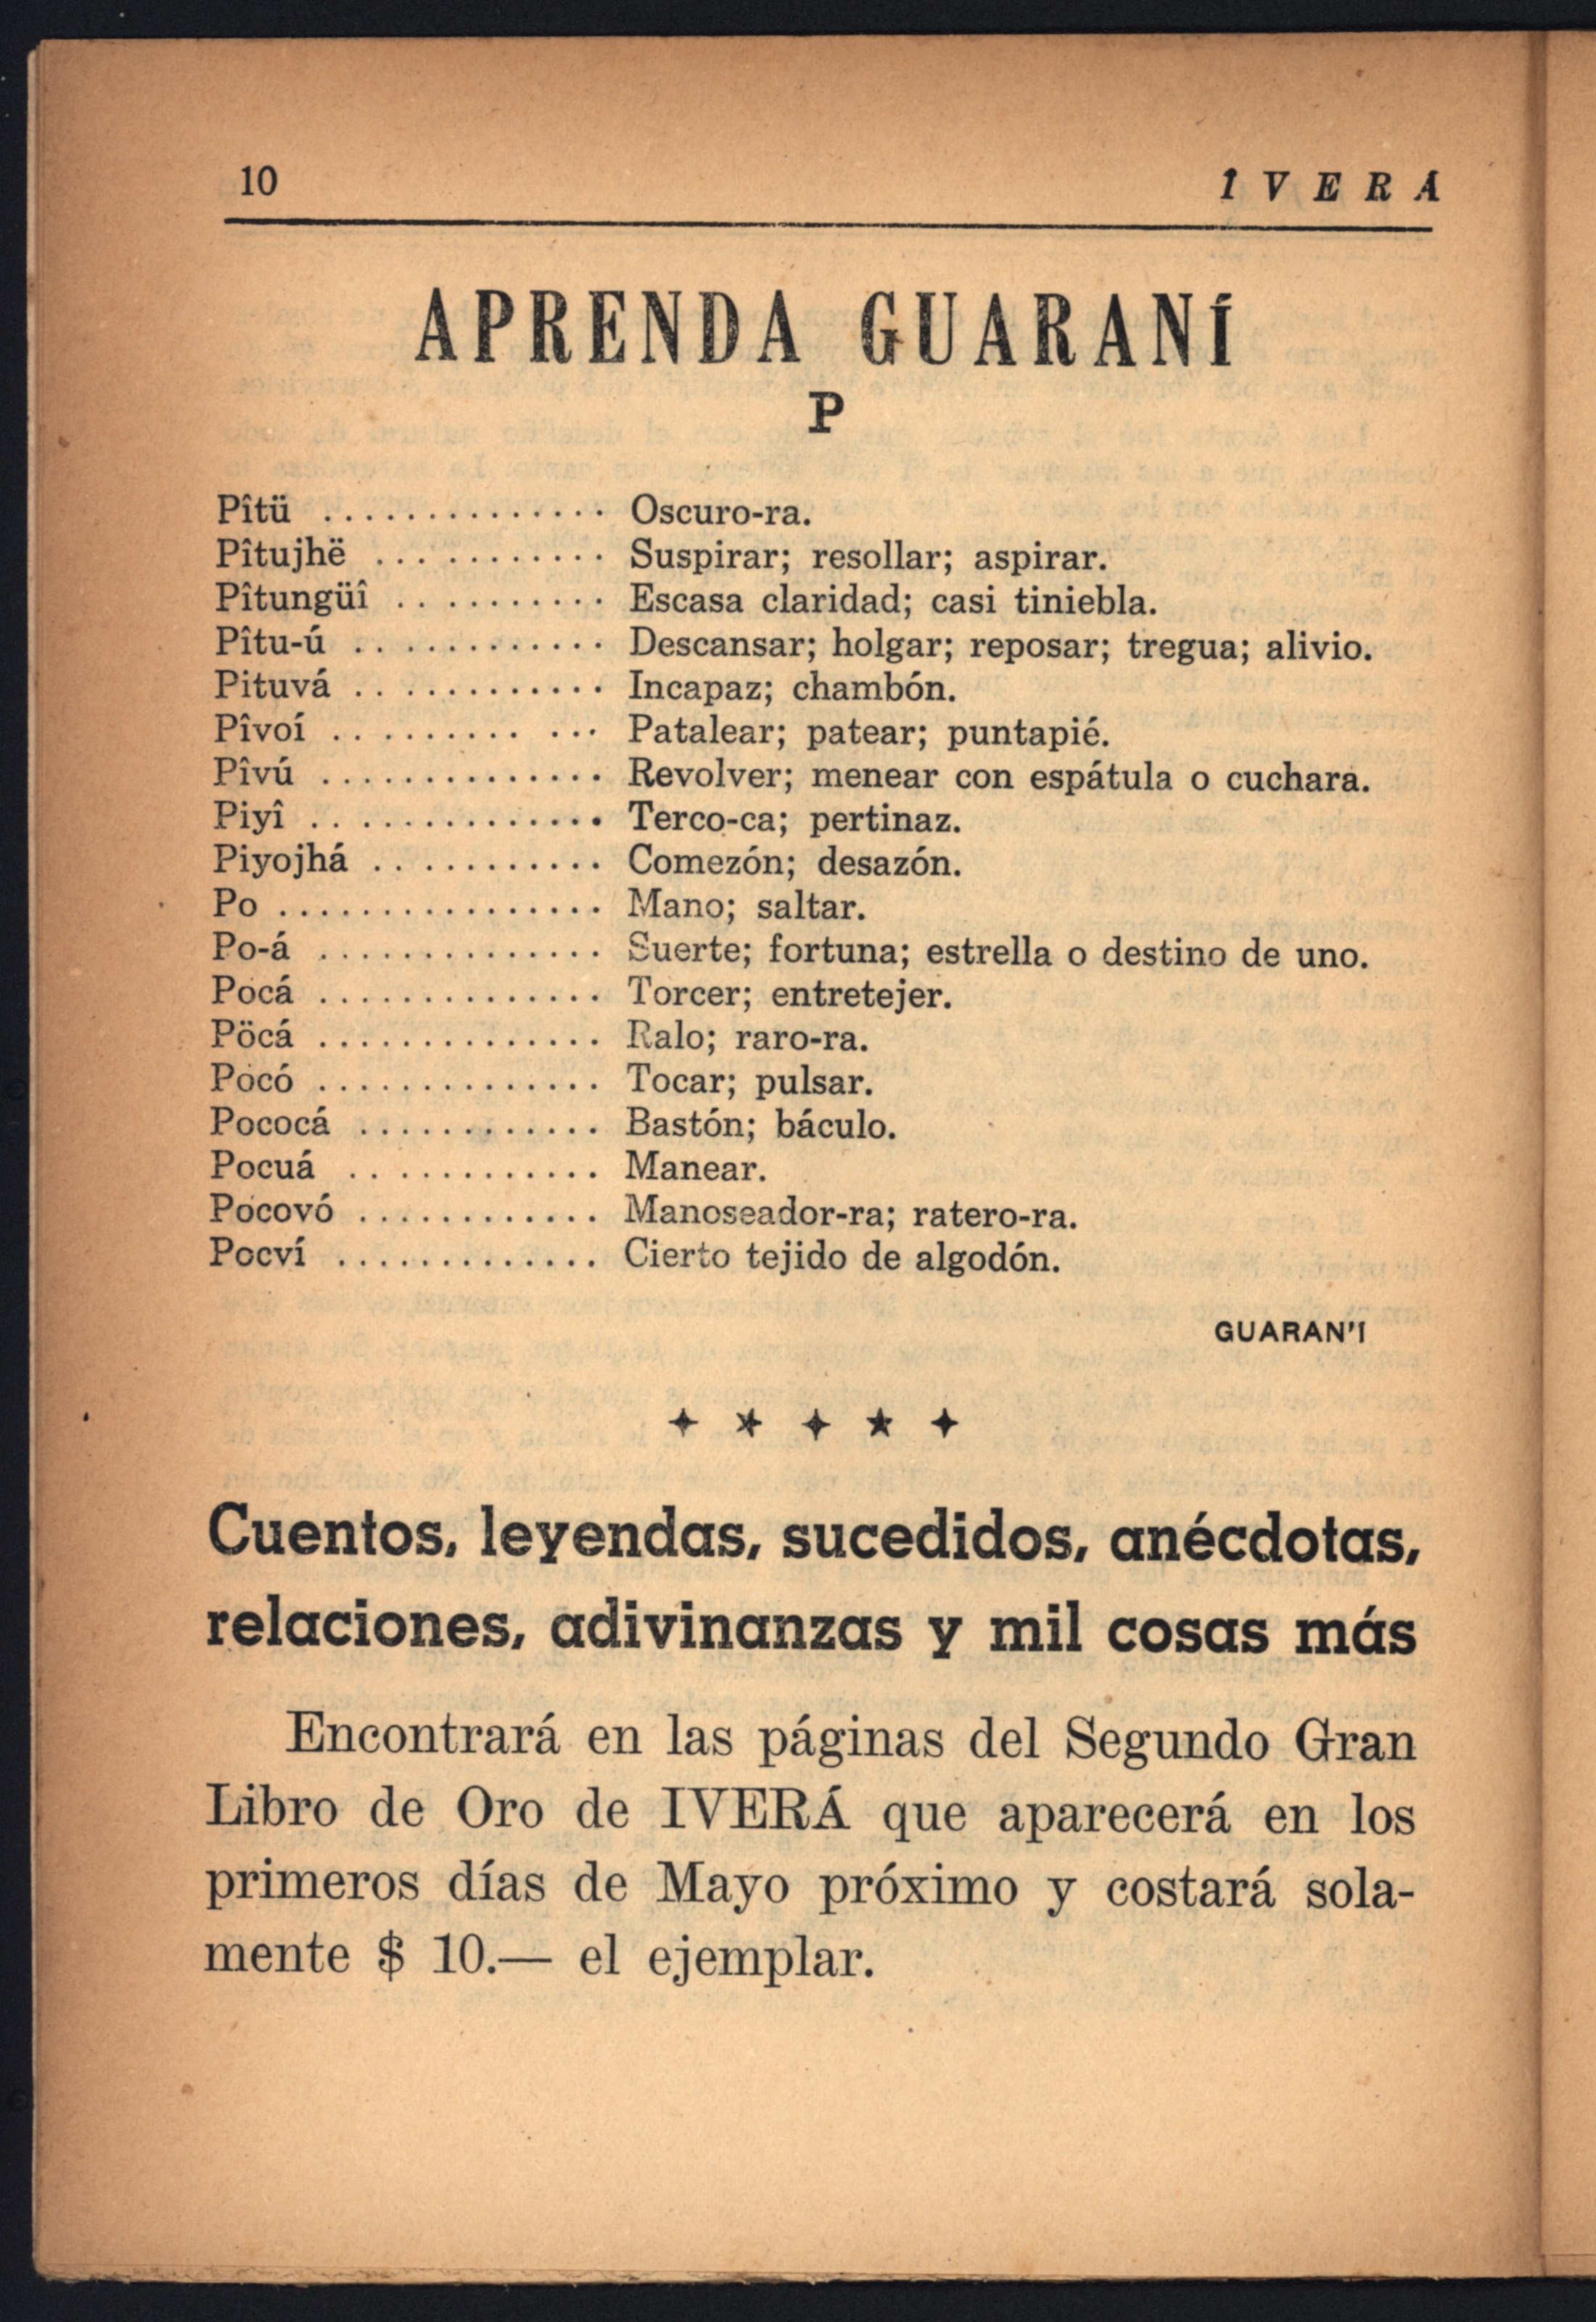 10
Î V E R Á
APRENDA GUARANÍ
P
Pîtü .............. Oscuro-ra.
Pîtujhë ........... Suspirar; resollar; aspirar.
Pîtungüî .......... Escasa claridad; casi tiniebla.
Pîtu-ú ............ Descansar; holgar; reposar; tregua; alivio.
Pituvá ............ Incapaz; chambón.
Pîvoí ......... ... Patalear; patear; puntapié.
Pîvú .............. Revolver; menear con espátula o cuchara.
Piyî .............. Terco-ca; pertinaz.
Piyojhá ........... Comezón; desazón.
Po ................ Mano; saltar.
Po-á .............. Suerte; fortuna; estrella o destino de uno.
Pocá .............. Torcer; entretejer.
Pöcá .............. Ralo; raro-ra.
Pocó .............. Tocar; pulsar.
Pococá ............ Bastón; báculo.
Pocuá ............ Manear.
Pocovó ............ Manoseador-ra; ratero-ra.
Pocví ............. Cierto tejido de algodón.
GUARAN'I
Cuentos, leyendas, sucedidos, anécdotas,
relaciones, adivinanzas y mil cosas más
Encontrará en las páginas del Segundo Gran
Libro de Oro de IVERÁ que aparecerá en los
primeros días de Mayo próximo y costará sola-
mente $ 10.— el ejemplar.